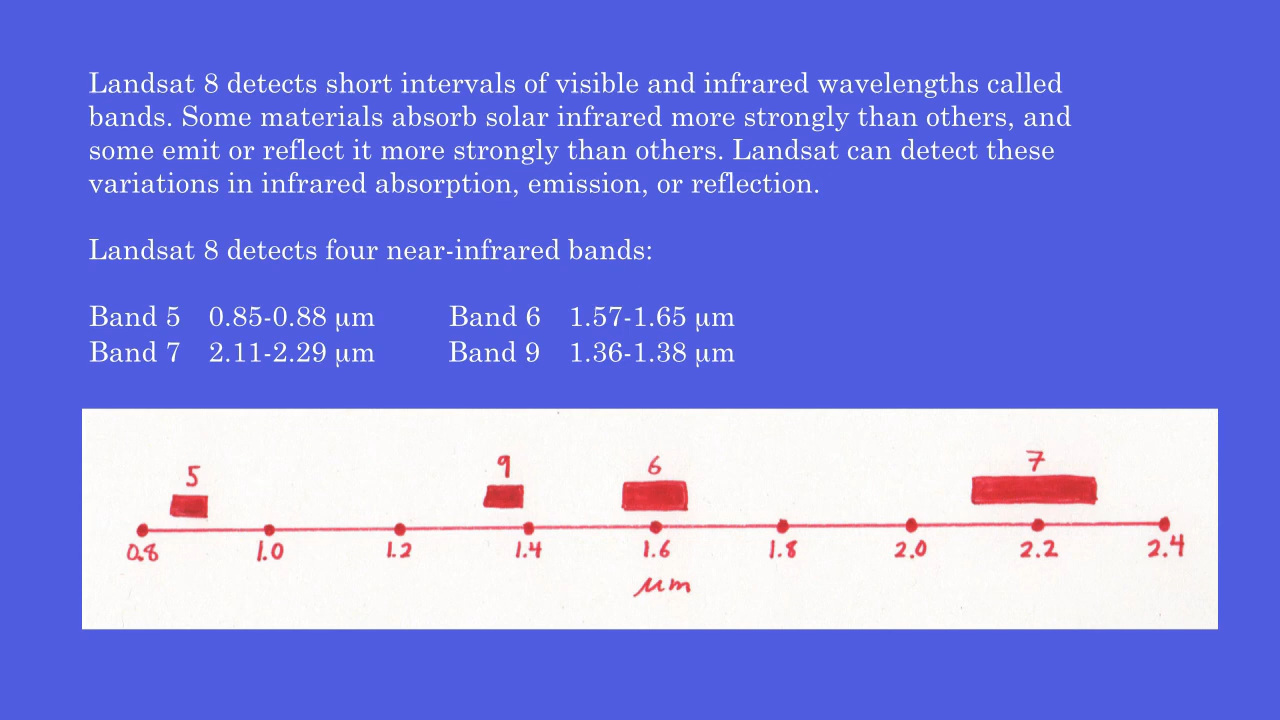 Landsat 8 detects short intervals of visible and infrared wavelengths called
bands. Some materials absorb solar infrared more strongly than others, and
some emit or reflect it more strongly than others. Landsat can detect these
variations in infrared absorption, emission, or reflection.
Landsat 8 detects four near-infrared bands:
Band 5 0.85-0.88 µm Band 6 1.57-1.65 µm
Band 7 2.11-2.29 µm Band 9 1.36-1.38 µm
5 9 6 7
0.8 1.0 1.2 1.4 1.6 1.8 2.0 2.2 2.4
µm